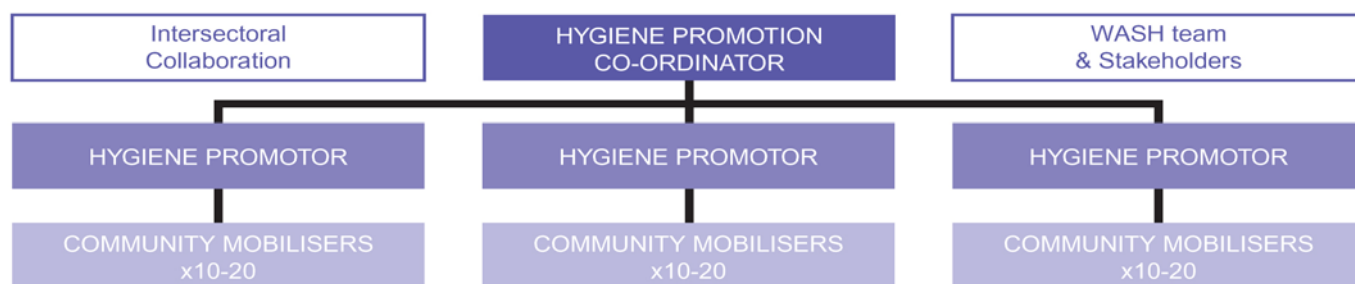 Intersectoral
Collaboration
HYGIENE PROMOTION
CO-ORDINATOR
WASH team
& Stakeholders
HYGIENE PROMOTOR
HYGIENE PROMOTOR
HYGIENE PROMOTOR
COMMUNITY MOBILISERS
x10-20
COMMUNITY MOBILISERS
x10-20
COMMUNITY MOBILISERS
x10-20